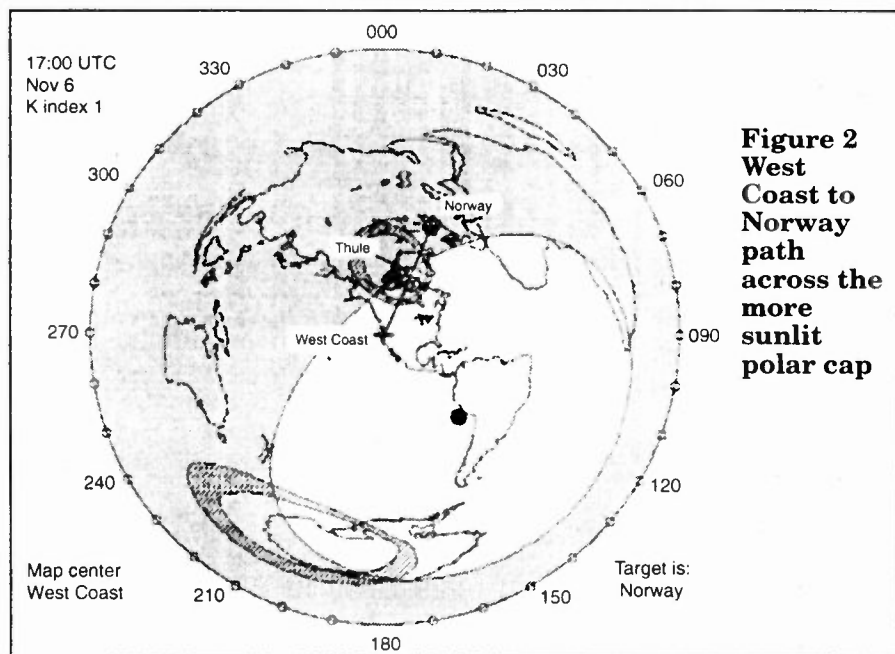 000
17:00 UTC
Nov 6
K index 1
330
030
Figure 2
West
Coast to
Norway
path
across the
more
sunlit
polar cap
300
060
Norway
Thule
270
West Coast
090
240
120
Map center
West Coast
210
150
Target is:
Norway
180